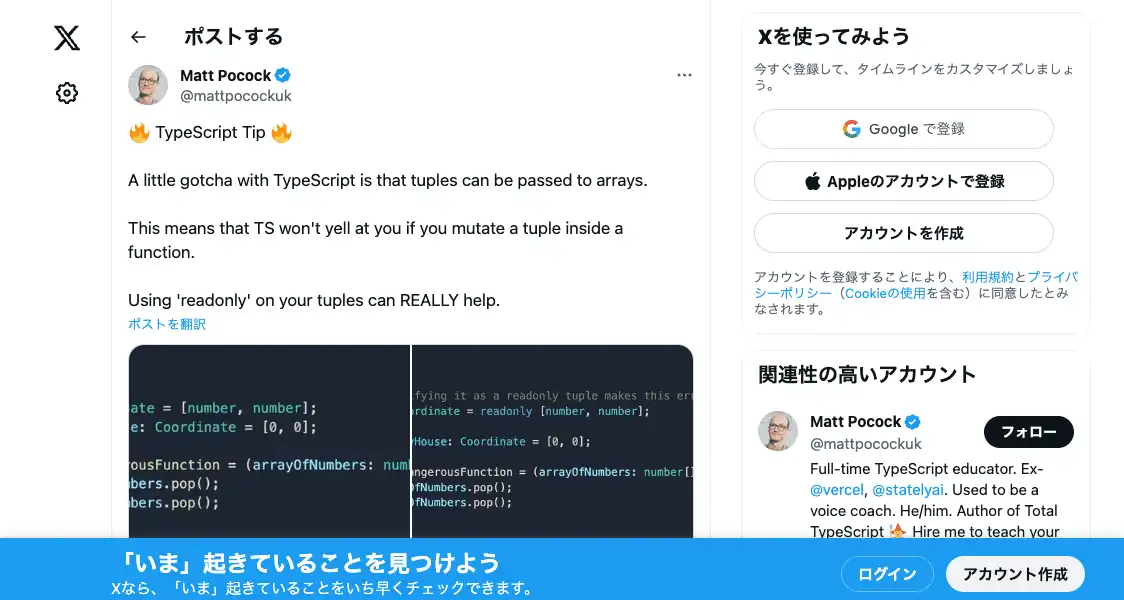 ポストする
Matt Pocock
@mattpocockuk
🔥 TypeScript Tip 🔥
A little gotcha with TypeScript is that tuples can be passed to arrays.
This means that TS won't yell at you if you mutate a tuple inside a
function.
Using 'readonly' on your tuples can REALLY help.
ポストを翻訳
ate = [number, number];
e: Coordinate = [0, 0];
rousFunction = (arrayOfNumbers: num
bers.pop();
bers.pop();
fying it as a readonly tuple makes this err
rdinate = readonly [number, number];
yHouse: Coordinate = [0, 0];
ngerousFunction = (arrayOfNumbers: number[]
OfNumbers.pop();
OfNumbers.pop();
Xを使ってみよう
今すぐ登録して、タイムラインをカスタマイズしましょ
う。
Google で登録
Appleのアカウントで登録
アカウントを作成
アカウントを登録することにより、利用規約とプライバ
シーポリシー（Cookieの使用を含む）に同意したとみ
なされます。
関連性の高いアカウント
Matt Pocock
@mattpocockuk
フォロー
Full-time TypeScript educator. Ex-
@vercel, @statelyai. Used to be a
voice coach. He/him. Author of Total
TypeScript 🧙 Hire me to teach your
「いま」起きていることを見つけよう
Xなら、「いま」起きていることをいち早くチェックできます。
ログイン
アカウント作成